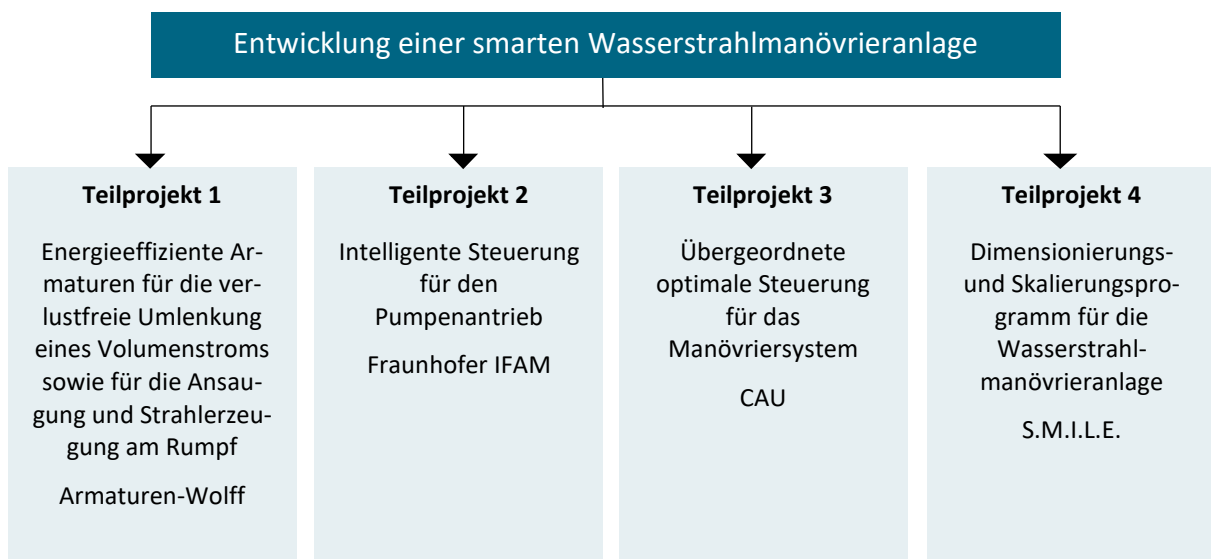 Entwicklung einer smarten Wasserstrahlmanövrieranlage
Teilprojekt 1
Energieeffiziente Ar-
maturen für die ver-
lustfreie Umlenkung
eines Volumenstroms
sowie für die Ansau-
gung und Strahlerzeu-
gung am Rumpf
Armaturen-Wolff
Teilprojekt 2
Intelligente Steuerung
für den
Pumpenantrieb
Fraunhofer IFAM
Teilprojekt 3
Übergeordnete
optimale Steuerung
für das
Manövriersystem
CAU
Teilprojekt 4
Dimensionierungs-
und Skalierungspro-
gramm für die
Wasserstrahl-
manövrieranlage
S.M.I.L.E.